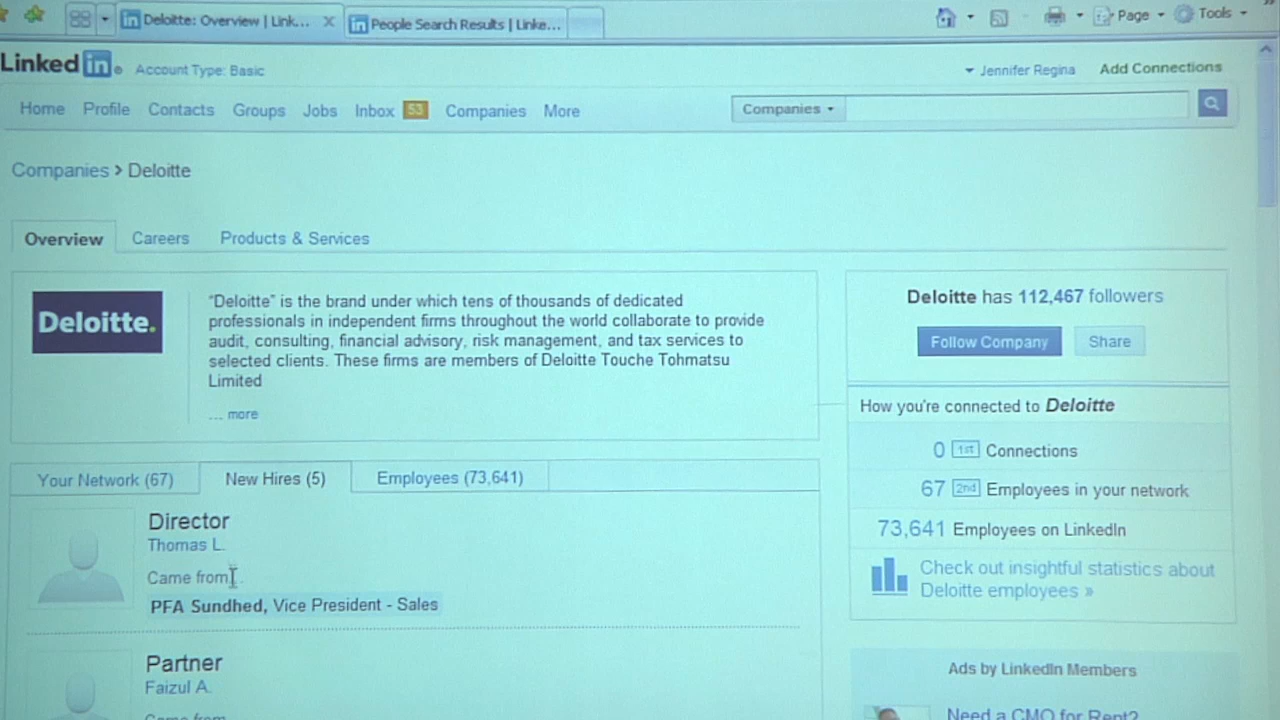 Deloitte: Overview | Link...
People Search Results | Linke...
Page
Tools
Linked in
Account Type: Basic
Jennifer Regina
Add Connections
Home Profile Contacts Groups Jobs Inbox 53 Companies More
Companies
Companies > Deloitte
Overview Careers Products & Services
Deloitte.
"Deloitte" is the brand under which tens of thousands of dedicated
professionals in independent firms throughout the world collaborate to provide
audit, consulting, financial advisory, risk management, and tax services to
selected clients. These firms are members of Deloitte Touche Tohmatsu
Limited
... more
Deloitte has 112,467 followers
Follow Company Share
How you're connected to Deloitte
0 1st Connections
67 2nd Employees in your network
73,641 Employees on LinkedIn
Check out insightful statistics about
Deloitte employees »
Your Network (67) New Hires (5) Employees (73,641)
Director
Thomas L.
Came from
PFA Sundhed, Vice President - Sales
Partner
Faizul A.
Came from
Ads by LinkedIn Members
Need a CMO for Rent?